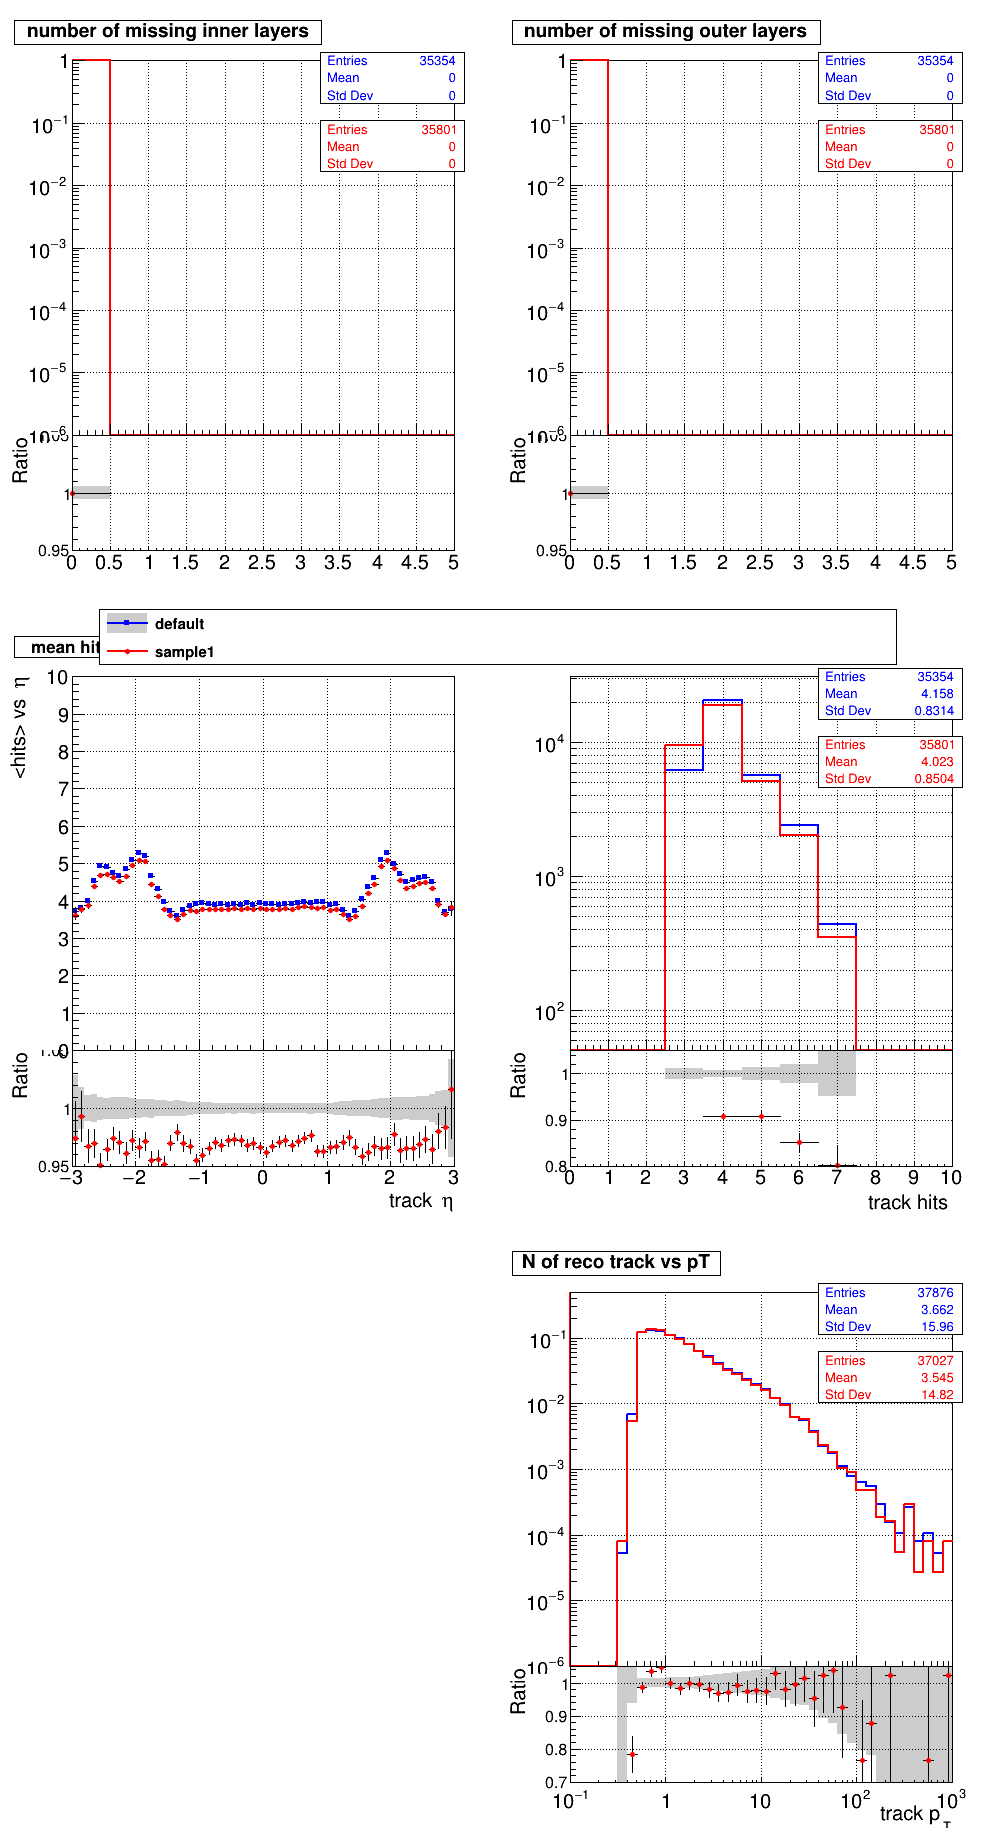 number of missing inner layers
Entries 35354
Mean 0
Std Dev 0
Entries 35801
Mean 0
Std Dev 0
1
10−1
10−2
10−3
10−4
10−5
10−6
Ratio
1
0.95
0 0.5 1 1.5 2 2.5 3 3.5 4 4.5 5
number of missing outer layers
Entries 35354
Mean 0
Std Dev 0
Entries 35801
Mean 0
Std Dev 0
1
10−1
10−2
10−3
10−4
10−5
10−6
Ratio
1
0.95
0 0.5 1 1.5 2 2.5 3 3.5 4 4.5 5
default
sample1
mean hit
<hits> vs η
10
9
8
7
6
5
4
3
2
1
0
Ratio
1
0.95
−3 −2 −1 0 1 2 3
track η
Entries 35354
Mean 4.158
Std Dev 0.8314
Entries 35801
Mean 4.023
Std Dev 0.8504
104
103
102
Ratio
1
0.9
0.8
0 1 2 3 4 5 6 7 8 9 10
track hits
N of reco track vs pT
Entries 37876
Mean 3.662
Std Dev 15.96
Entries 37027
Mean 3.545
Std Dev 14.82
10−1
10−2
10−3
10−4
10−5
10−6
Ratio
1
0.9
0.8
0.7
10−1 1 10 102 103
track pT